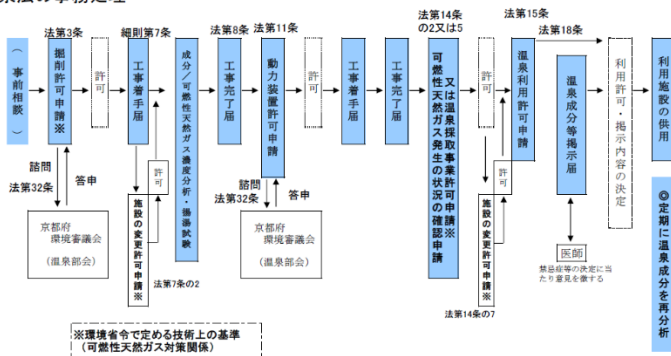 法の事務処理
（事前相談）
法第3条
掘削許可申請※
許可
細則第7条
工事着手届
成分／可燃性天然ガス濃度分析・揚湯試験
法第8条
工事完了届
法第11条
動力装置許可申請
許可
工事着手届
工事完了届
法第14条
の2又は5
可燃性天然ガス発生の状況の確認申請
又は温泉採取事業許可申請※
許可
法第15条
温泉利用許可申請
法第18条
温泉成分等掲示届
利用許可・掲示内容の決定
利用施設の供用
諮問
答申
法第32条
京都府
環境審議会
（温泉部会）
許可
施設の変更許可申請※
法第7条の2
諮問
答申
法第32条
京都府
環境審議会
（温泉部会）
許可
施設の変更許可申請※
法第14条の7
医師
禁忌症等の決定に当
たり意見を徴する
◎定期に温泉成分を再分析
※環境省令で定める技術上の基準
（可燃性天然ガス対策関係）